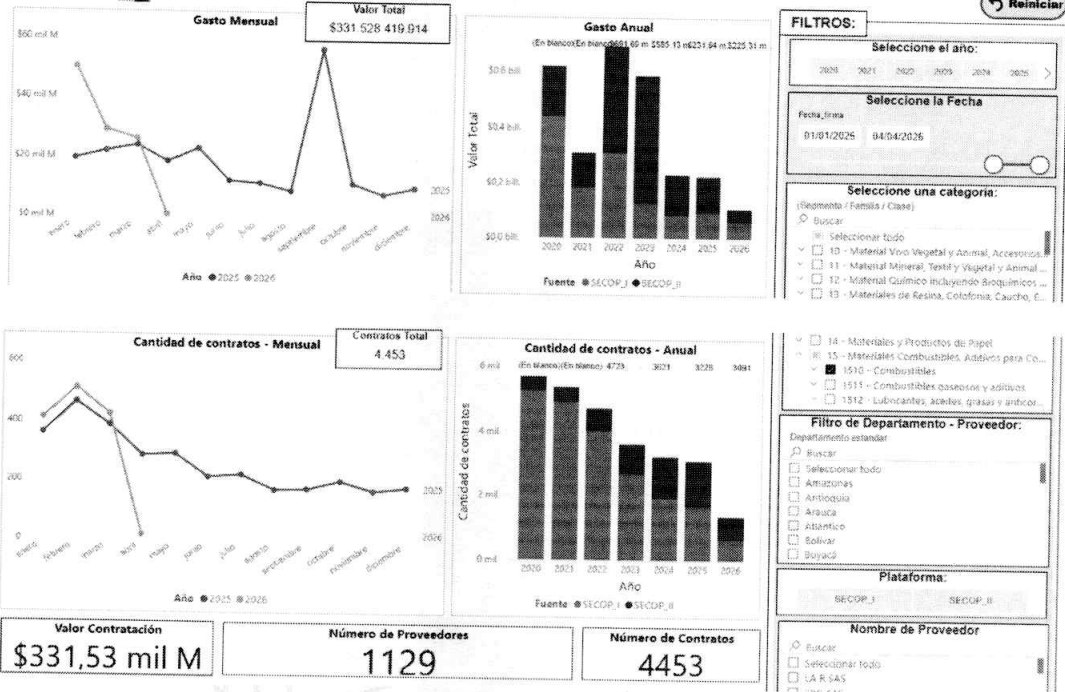 Reiniciar
Gasto Mensual
Valor Total
$331 528 419 914
$60 mil M
$40 mil M
$20 mil M
$0 mil M
enero febrero marzo abril mayo junio julio agosto septiembre octubre noviembre diciembre
2025
2026
Año 2025 2026
Gasto Anual
(En blanco)(En blanco)
$0,6 bill.
$0,4 bill.
$0,2 bill.
$0,0 bill.
Valor Total
2020 2021 2022 2023 2024 2025 2026
Año
Fuente SECOP_I SECOP_II
FILTROS:
Seleccione el año:
2020 2021 2022 2023 2024 2025
Seleccione la Fecha
Fecha_firma
01/01/2025 04/04/2026
Seleccione una categoría:
(Segmento / Familia / Clase)
Buscar
Seleccionar todo
10 - Material Vivo Vegetal y Animal, Accesorios...
11 - Material Mineral, Textil y Vegetal y Animal ...
12 - Material Químico incluyendo Bioquímicos ...
13 - Materiales de Resina, Colofonia, Caucho, E...
14 - Materiales y Productos de Papel
15 - Materiales Combustibles, Aditivos para Co...
1510 - Combustibles
1511 - Combustibles gaseosos y aditivos
1512 - Lubricantes, aceites, grasas y anticor...
Cantidad de contratos - Mensual
Contratos Total
4.453
600
400
200
0
enero febrero marzo abril mayo junio julio agosto septiembre octubre noviembre diciembre
2025
2026
Año 2025 2026
Cantidad de contratos - Anual
(En blanco)(En blanco) 4723 3621 3228 3091
6 mil
4 mil
2 mil
0 mil
Cantidad de contratos
2020 2021 2022 2023 2024 2025 2026
Año
Fuente SECOP_I SECOP_II
Filtro de Departamento - Proveedor:
Departamento estandar
Buscar
Seleccionar todo
Amazonas
Antioquia
Arauca
Atlántico
Bolívar
Boyacá
Plataforma:
SECOP_I SECOP_II
Nombre de Proveedor
Buscar
Seleccionar todo
LA R SAS
Valor Contratación
$331,53 mil M
Número de Proveedores
1129
Número de Contratos
4453